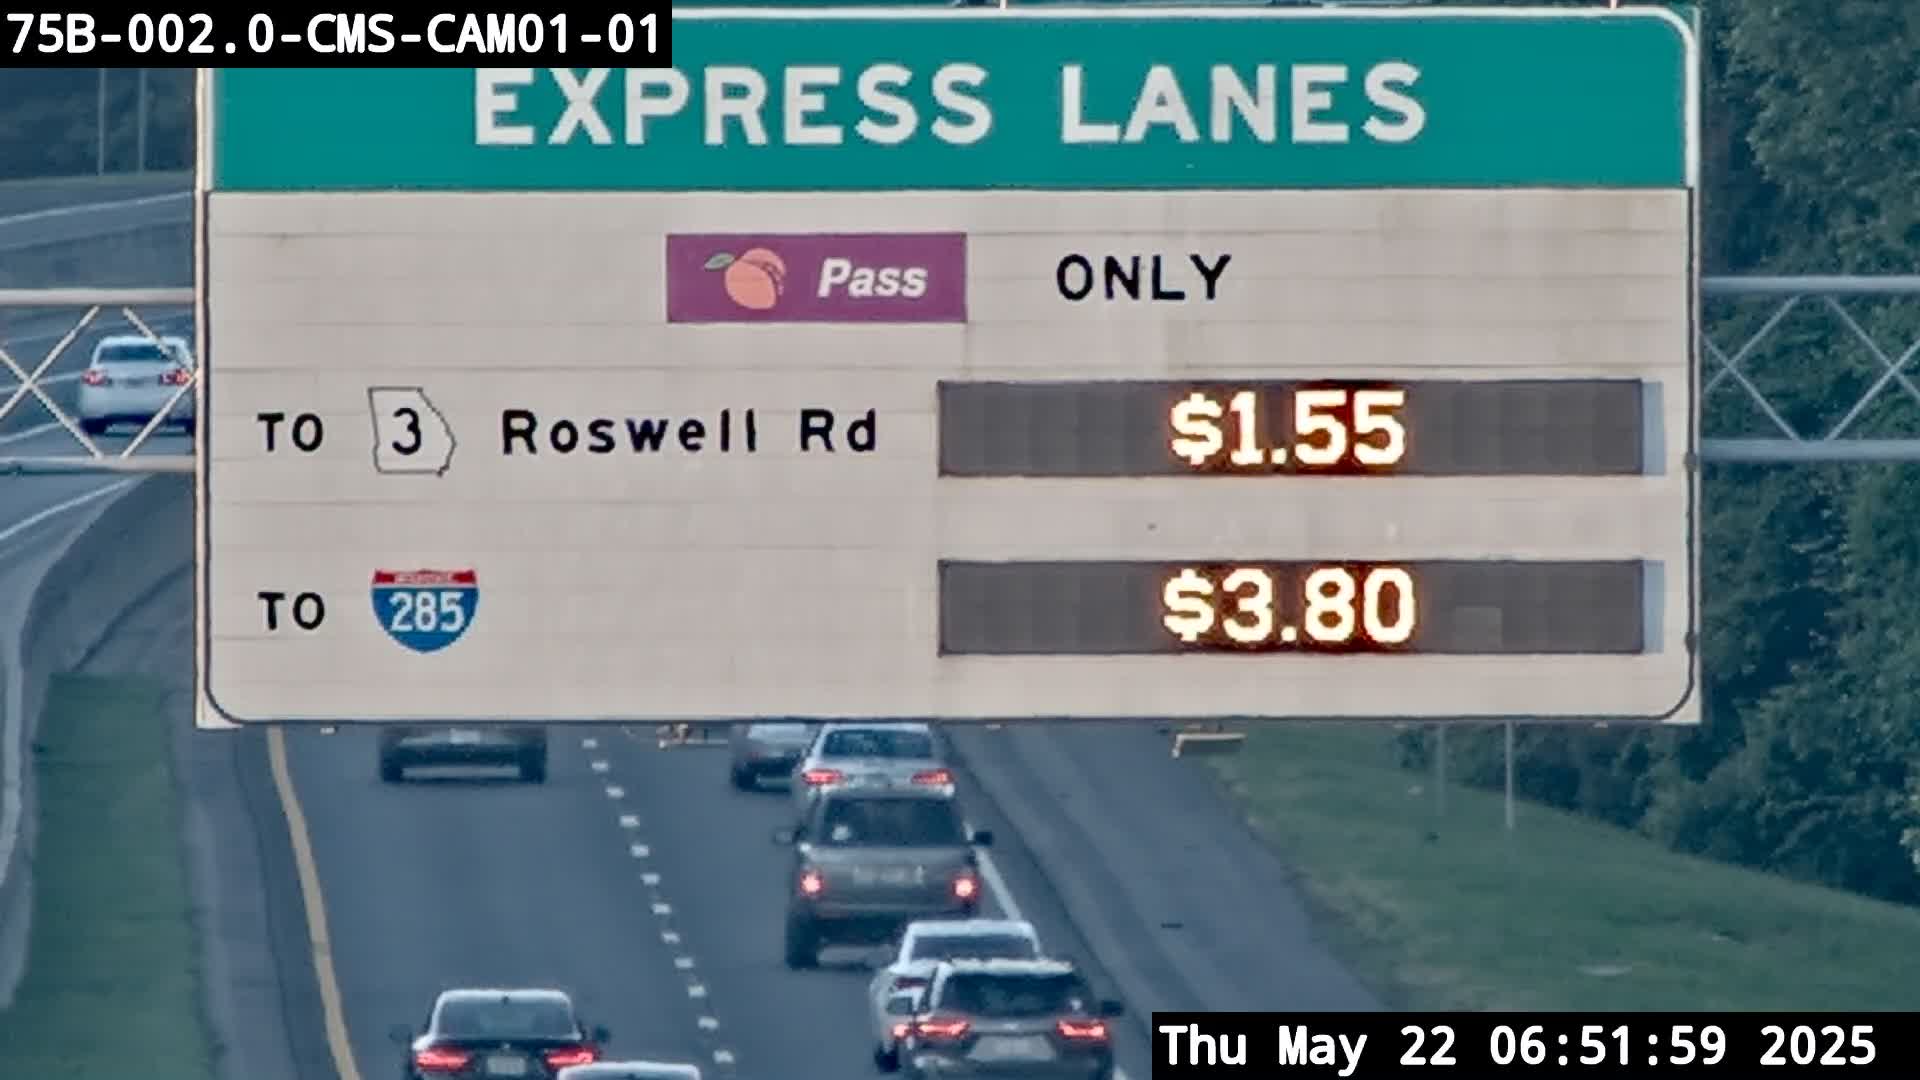 75B-002.0-CMS-CAM01-01
EXPRESS LANES
Pass ONLY
TO 3 Roswell Rd $1.55
TO 285 $3.80
Thu May 22 06:51:59 2025